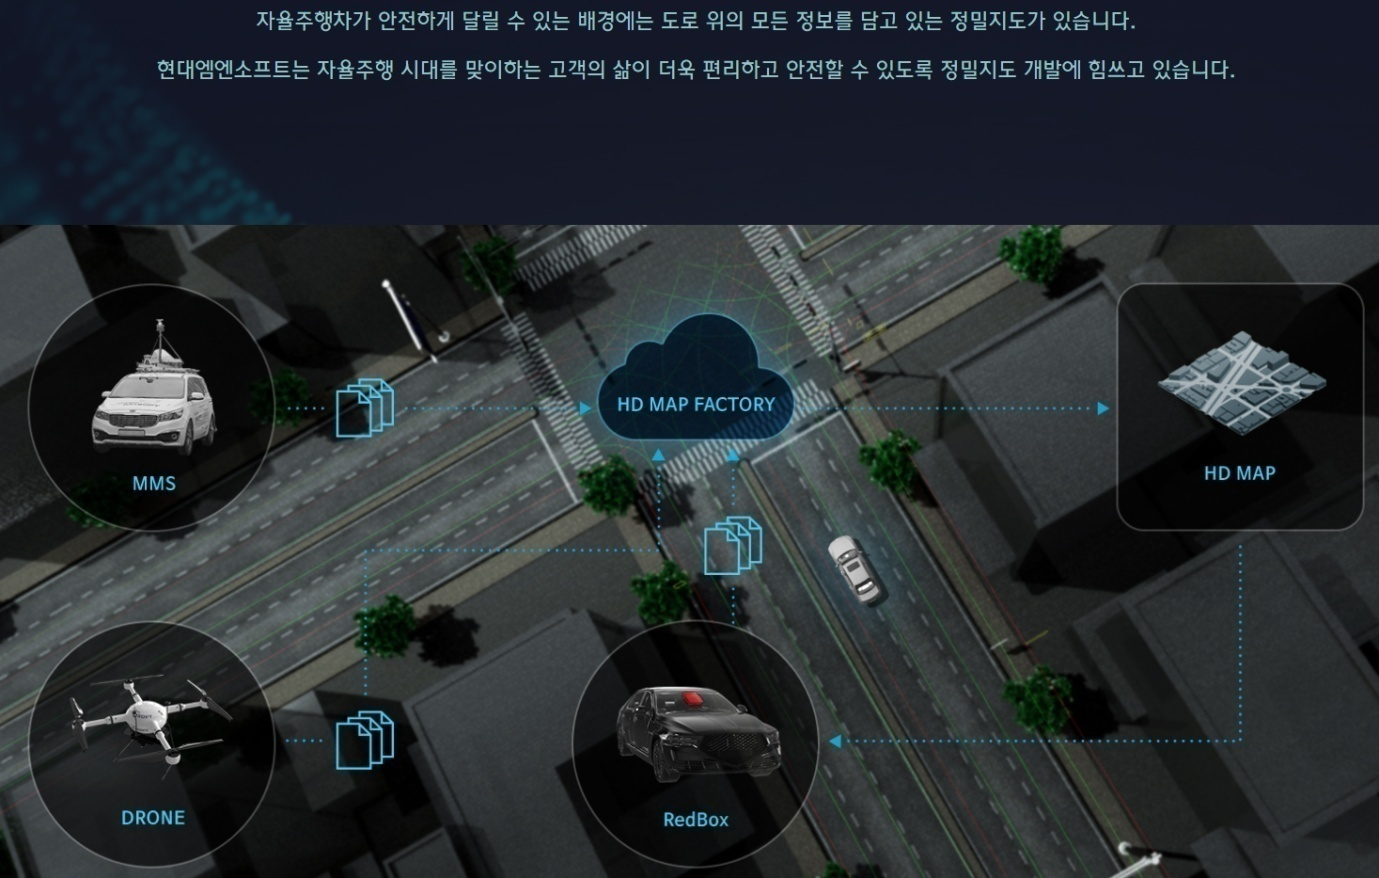 자율주행차가 안전하게 달릴 수 있는 배경에는 도로 위의 모든 정보를 담고 있는 정밀지도가 있습니다.
현대엠엔소프트는 자율주행 시대를 맞이하는 고객의 삶이 더욱 편리하고 안전할 수 있도록 정밀지도 개발에 힘쓰고 있습니다.
HD MAP FACTORY
MMS
HD MAP
DRONE
RedBox